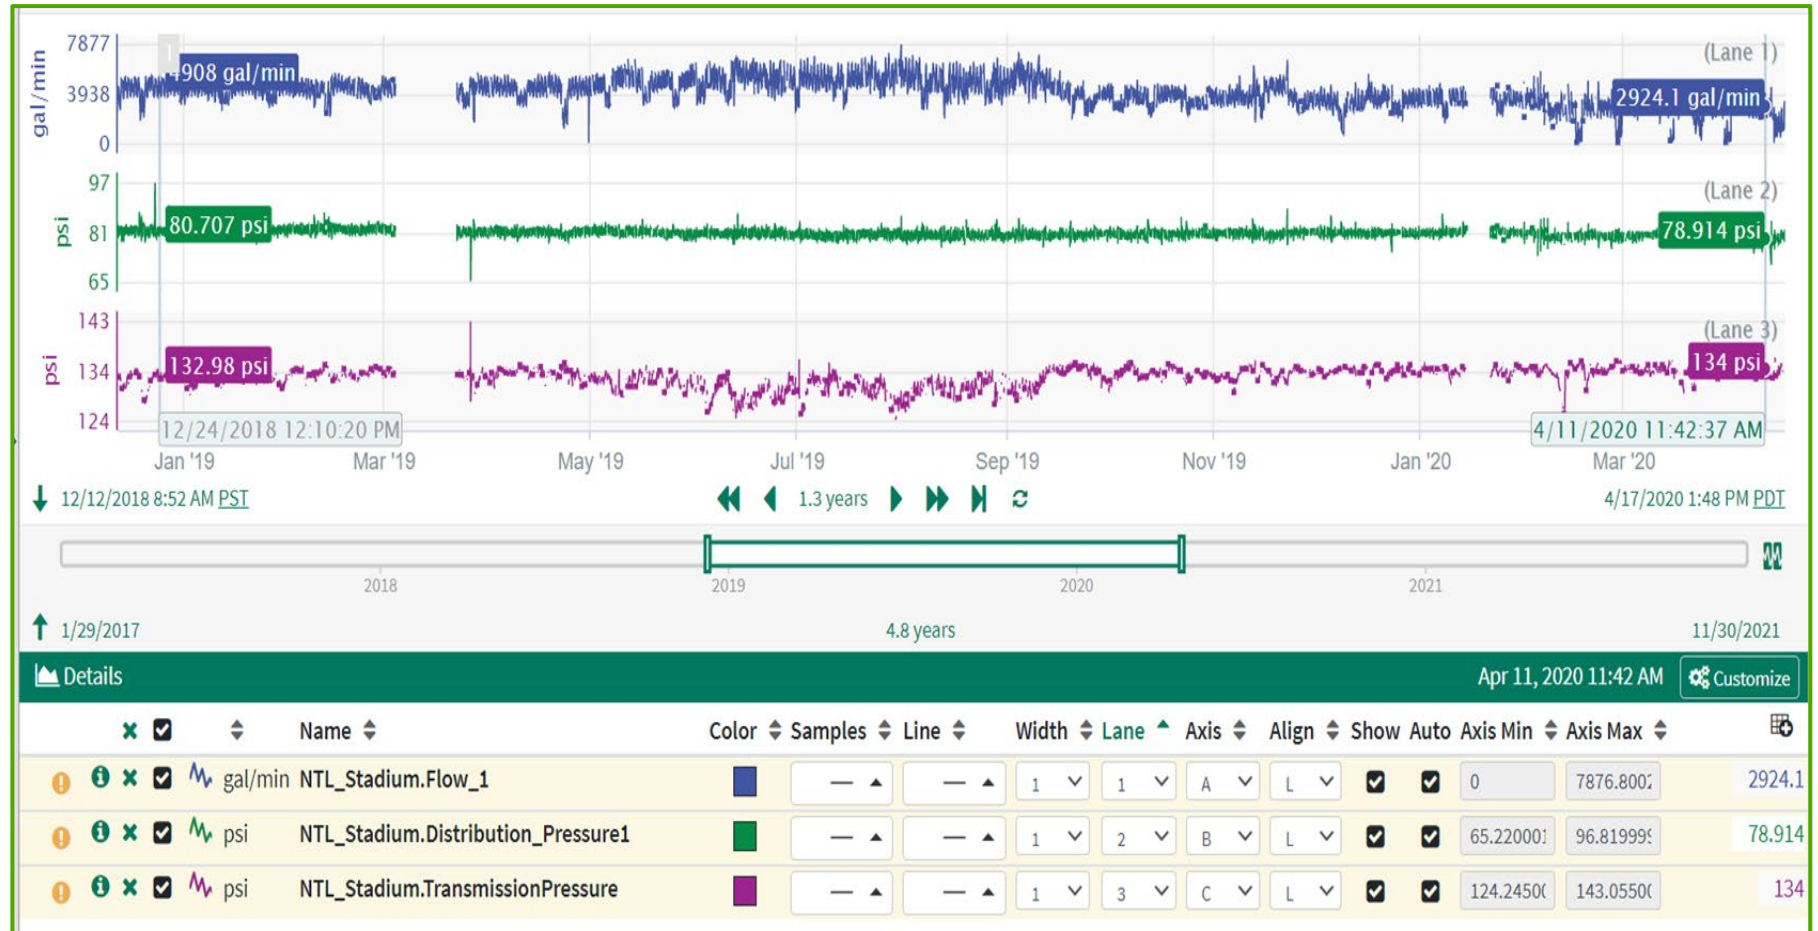 7877
(Lane 1)
gal/min
4908 gal/min
3938
2924.1 gal/min
0
97
(Lane 2)
psi
80.707 psi
81
78.914 psi
65
143
(Lane 3)
psi
132.98 psi
134
134 psi
124
12/24/2018 12:10:20 PM
4/11/2020 11:42:37 AM
Jan '19 Mar '19 May '19 Jul '19 Sep '19 Nov '19 Jan '20 Mar '20
12/12/2018 8:52 AM PST 1.3 years 4/17/2020 1:48 PM PDT
2018 2019 2020 2021
1/29/2017 4.8 years 11/30/2021
Details Apr 11, 2020 11:42 AM Customize
Name Color Samples Line Width Lane Axis Align Show Auto Axis Min Axis Max
gal/min NTL_Stadium.Flow_1 1 1 A L 0 7876.8002 2924.1
psi NTL_Stadium.Distribution_Pressure1 1 2 B L 65.220001 96.819999 78.914
psi NTL_Stadium.TransmissionPressure 1 3 C L 124.2450 143.0550 134